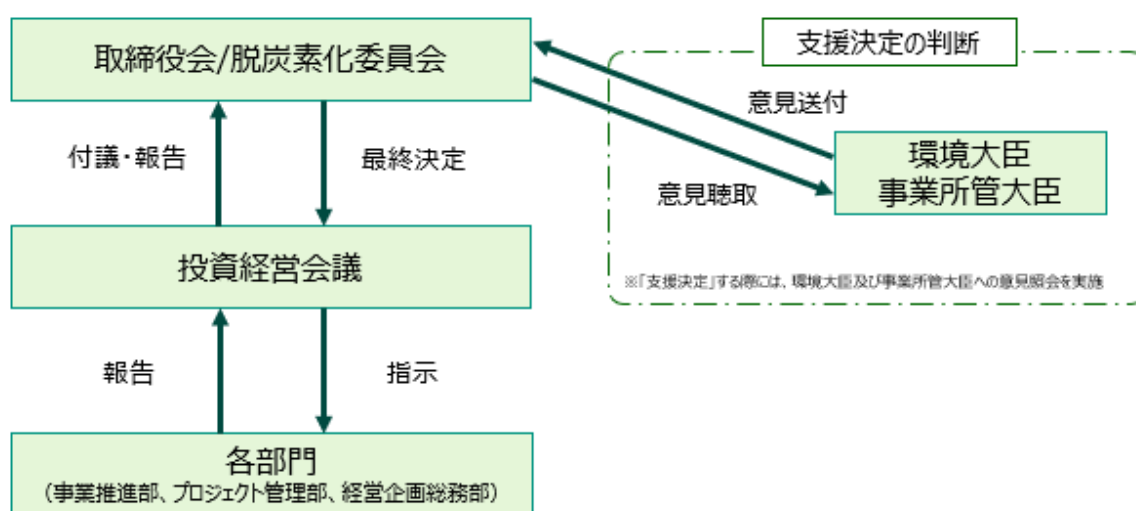 取締役会/脱炭素化委員会
支援決定の判断
意見送付
環境大臣
事業所管大臣
付議・報告
最終決定
意見聴取
投資経営会議
※「支援決定」する際には、環境大臣及び事業所管大臣への意見照会を実施
報告
指示
各部門
(事業推進部、プロジェクト管理部、経営企画総務部)